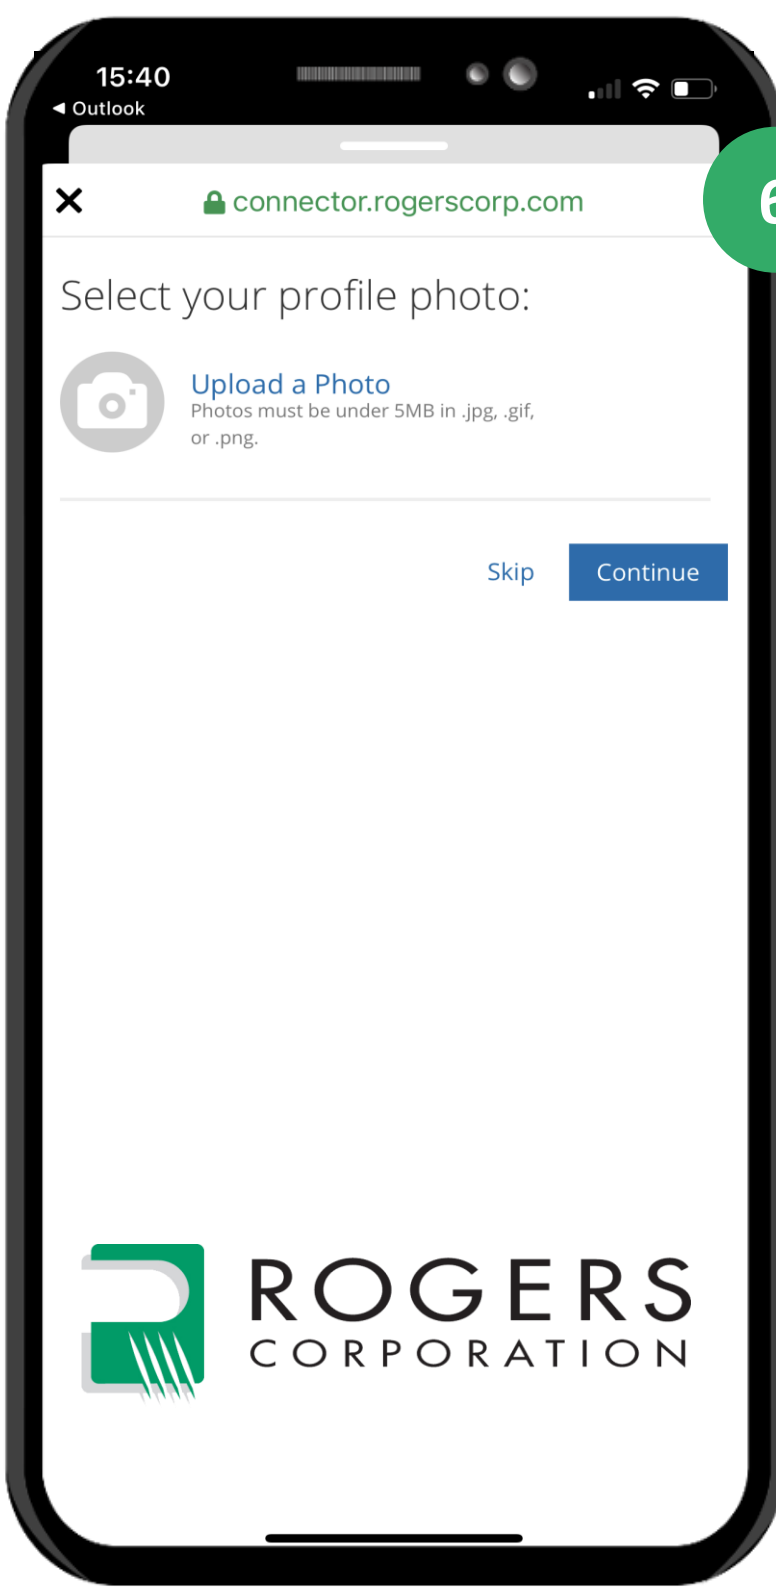 15:40
◀ Outlook
connector.rogerscorp.com
6
Select your profile photo:
Upload a Photo
Photos must be under 5MB in .jpg, .gif,
or .png.
Skip
Continue
ROGERS
CORPORATION